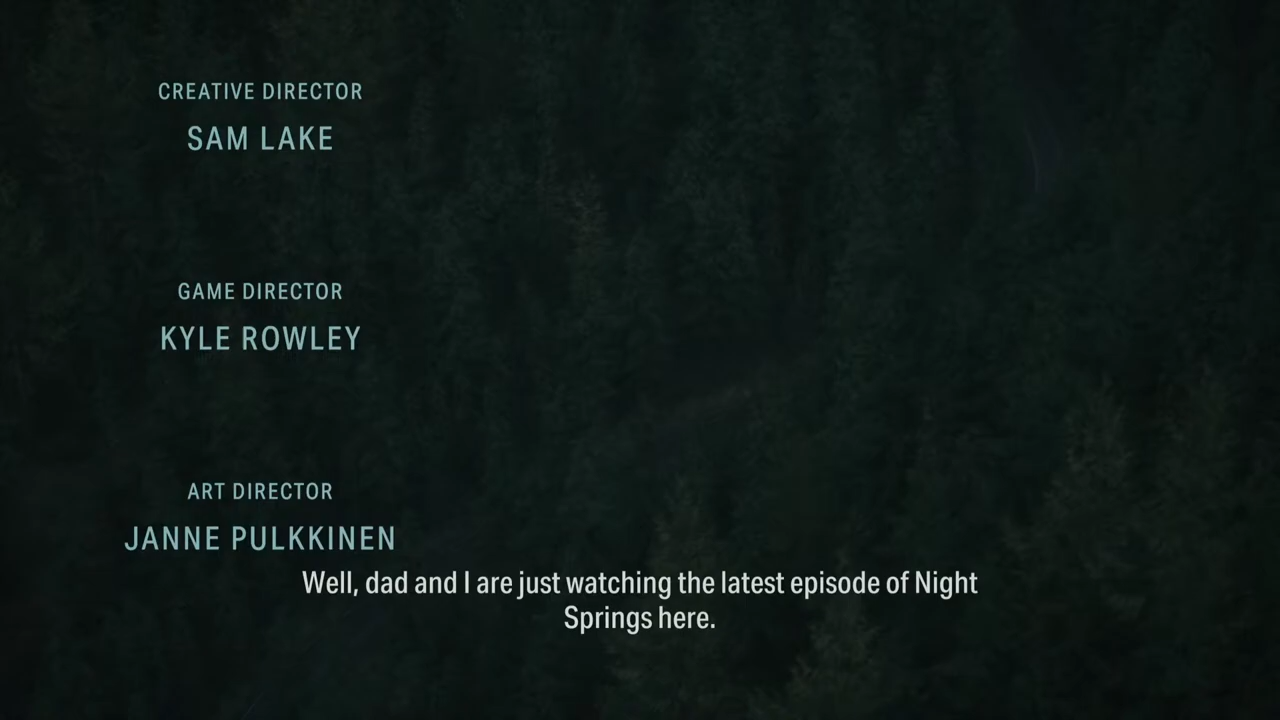 CREATIVE DIRECTOR
SAM LAKE
GAME DIRECTOR
KYLE ROWLEY
ART DIRECTOR
JANNE PULKKINEN
Well, dad and I are just watching the latest episode of Night
Springs here.